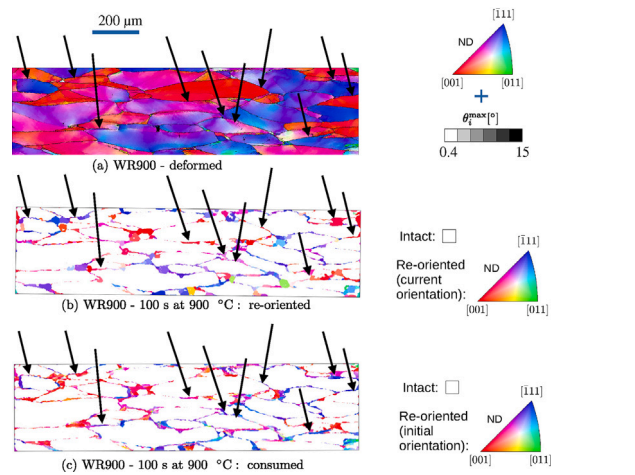 200 µm
[1̄11]
ND
[001]
[011]
+
θᵢᵐᵃˣ[°]
0.4
15
(a) WR900 - deformed
Intact:
[1̄11]
Re-oriented
(current
orientation):
ND
[001]
[011]
(b) WR900 - 100 s at 900 °C : re-oriented
Intact:
[1̄11]
Re-oriented
(initial
orientation):
ND
[001]
[011]
(c) WR900 - 100 s at 900 °C : consumed